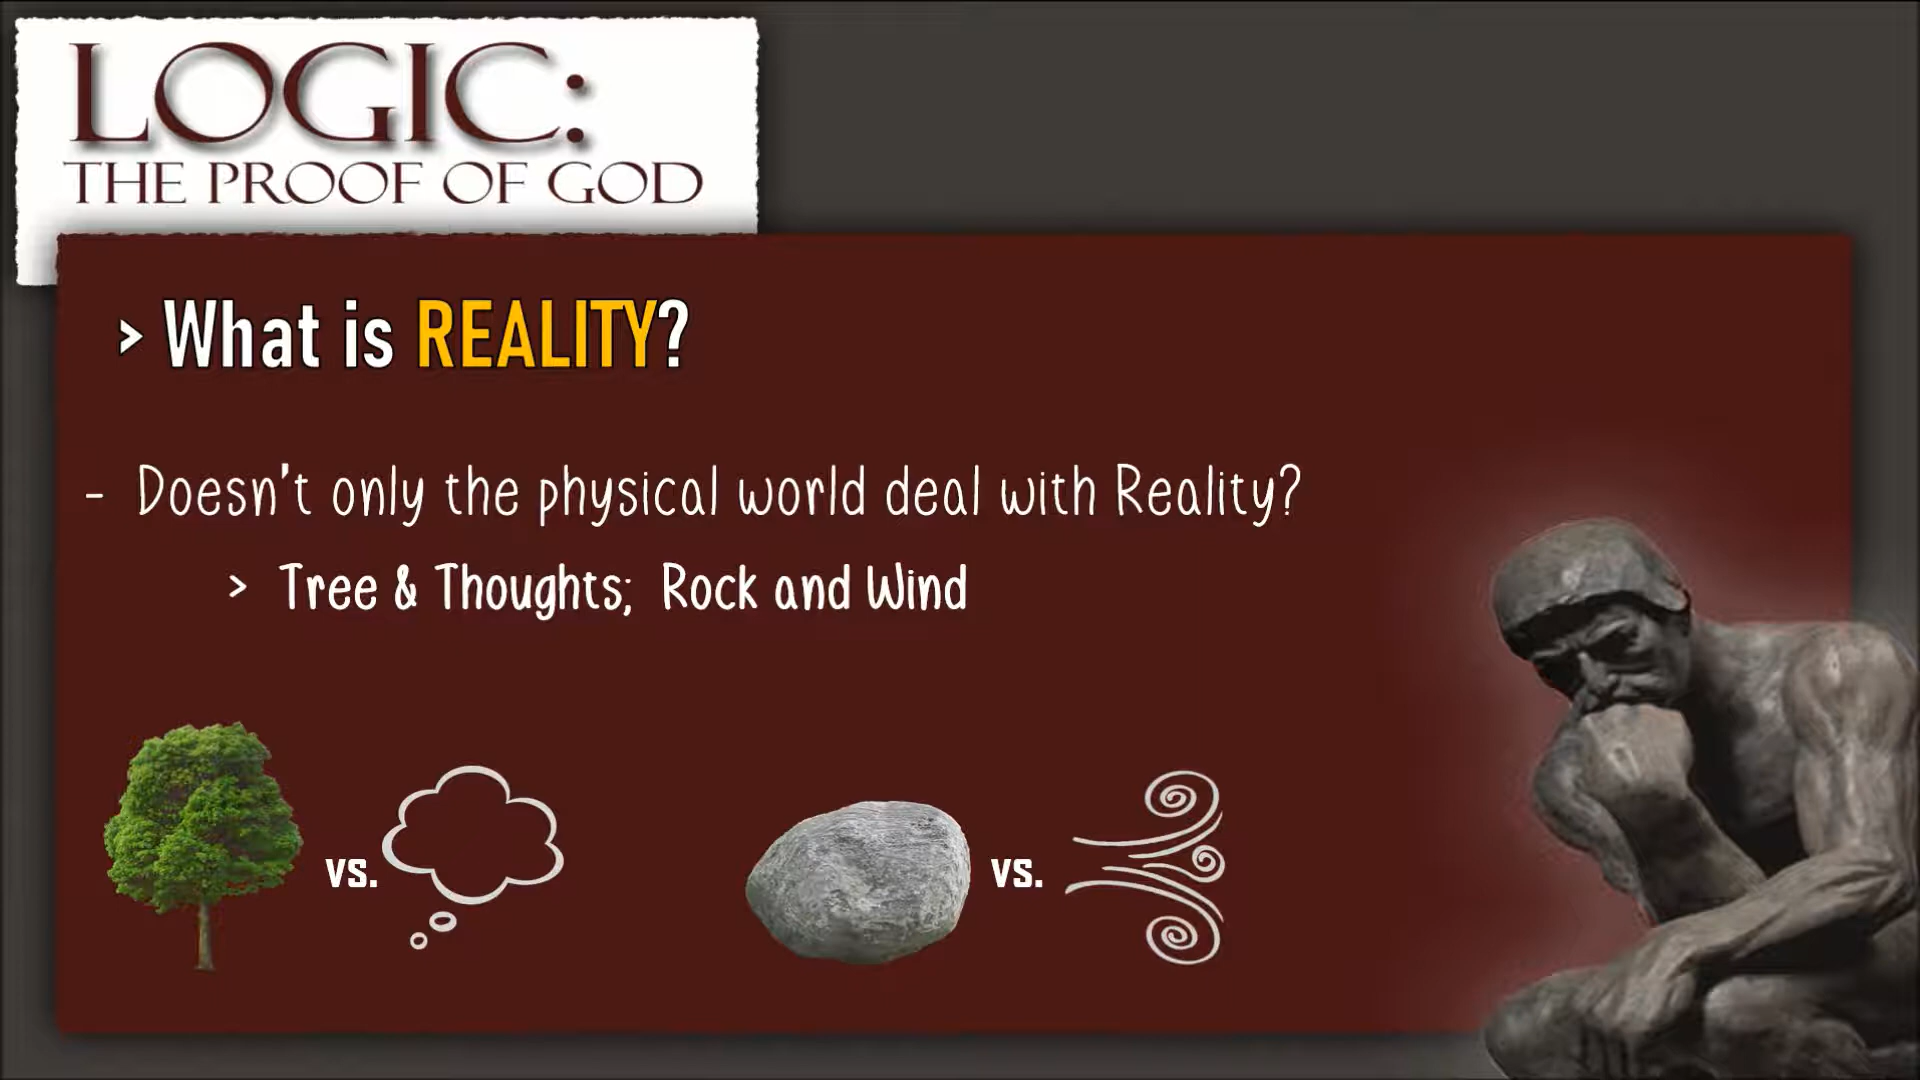 LOGIC:
THE PROOF OF GOD
> What is REALITY?
- Doesn't only the physical world deal with Reality?
> Tree & Thoughts; Rock and Wind
vs.
vs.